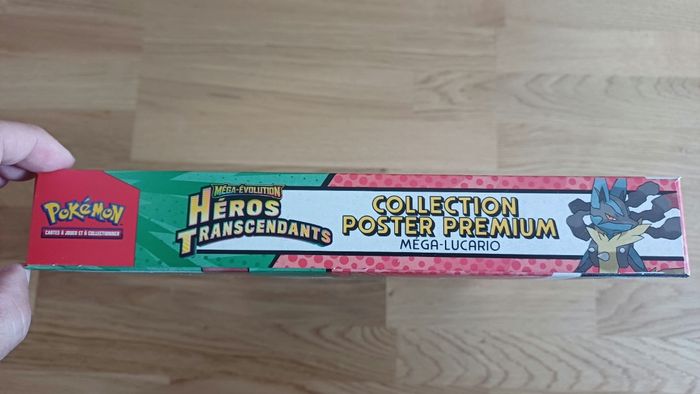 POKÉMON
CARTES À JOUER ET À COLLECTIONNER
MÉGA-ÉVOLUTION
HÉROS
TRANSCENDANTS
COLLECTION
POSTER PREMIUM
MÉGA-LUCARIO